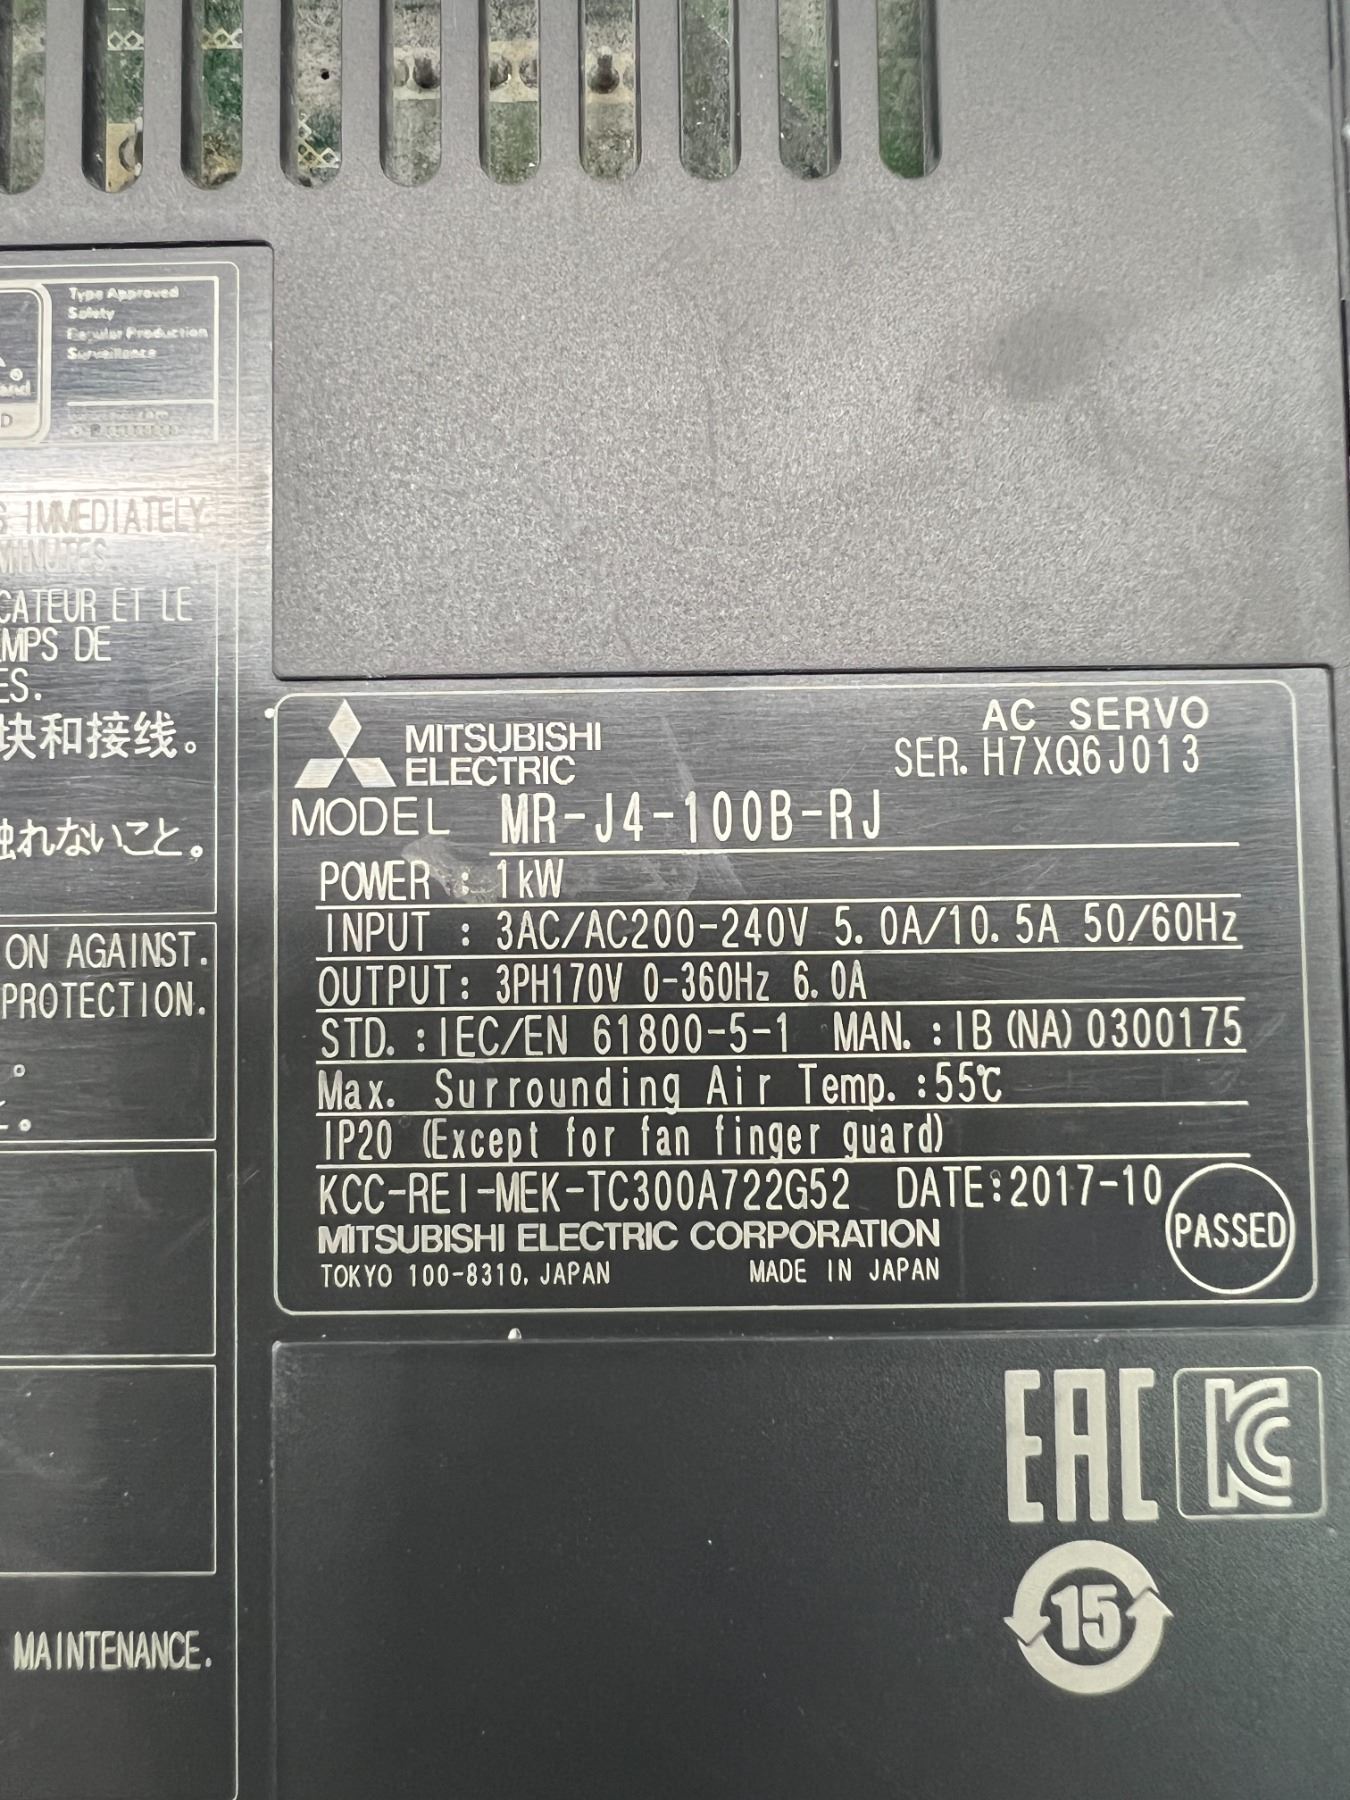 Type Approved
Safety
Regular Production
Surveillance
IMMEDIATELY
MINUTES.
ET LE
DE
块和接线。
触れないこと。
ON AGAINST.
PROTECTION.
MAINTENANCE.
MITSUBISHI
ELECTRIC
AC SERVO
SER. H7XQ6J013
MODEL MR-J4-100B-RJ
POWER : 1kW
INPUT : 3AC/AC200-240V 5.0A/10.5A 50/60Hz
OUTPUT: 3PH170V 0-360Hz 6.0A
STD. : IEC/EN 61800-5-1 MAN. : IB(NA)0300175
Max. Surrounding Air Temp. :55℃
IP20 (Except for fan finger guard)
KCC-REI-MEK-TC300A722G52 DATE:2017-10
PASSED
MITSUBISHI ELECTRIC CORPORATION
TOKYO 100-8310, JAPAN MADE IN JAPAN
EAC
KC
15